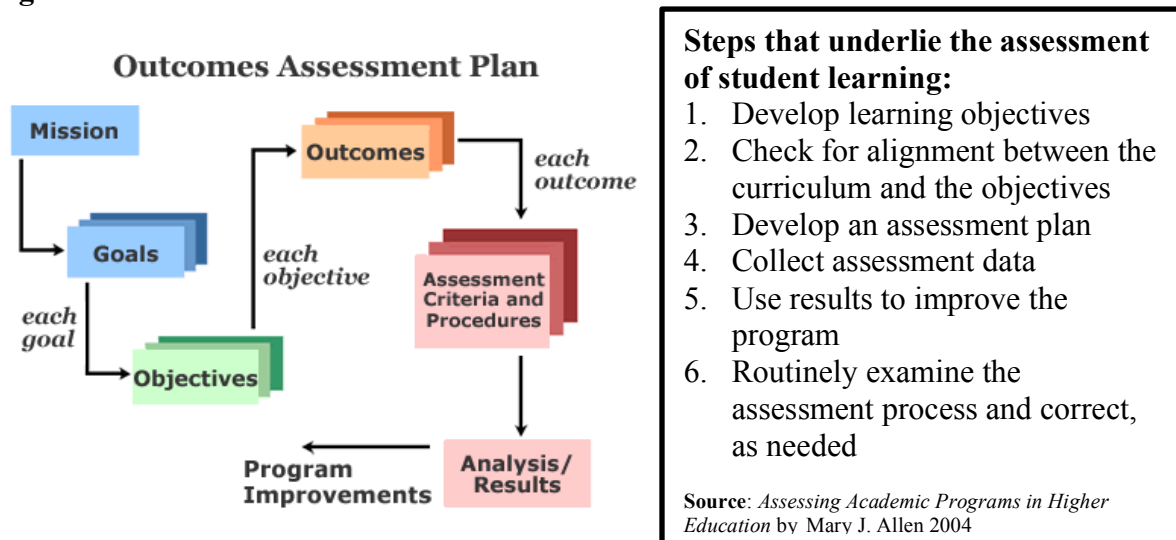 g
Outcomes Assessment Plan
Mission
Goals
each
goal
Objectives
each
objective
Outcomes
each
outcome
Assessment
Criteria and
Procedures
Analysis/
Results
Program
Improvements
Steps that underlie the assessment
of student learning:
1. Develop learning objectives
2. Check for alignment between the
curriculum and the objectives
3. Develop an assessment plan
4. Collect assessment data
5. Use results to improve the
program
6. Routinely examine the
assessment process and correct,
as needed
Source: Assessing Academic Programs in Higher
Education by Mary J. Allen 2004